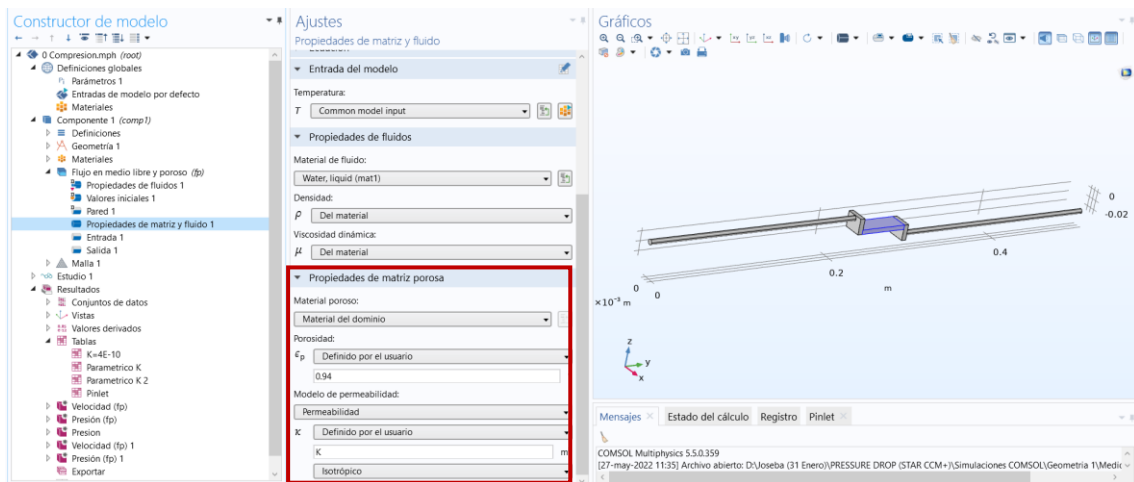 Constructor de modelo
0 Compresion.mph (root)
Definiciones globales
Pi Parámetros 1
Entradas de modelo por defecto
Materiales
Componente 1 (comp1)
Definiciones
Geometría 1
Materiales
Flujo en medio libre y poroso (fp)
Propiedades de fluidos 1
Valores iniciales 1
Pared 1
Propiedades de matriz y fluido 1
Entrada 1
Salida 1
Malla 1
Estudio 1
Resultados
Conjuntos de datos
Vistas
Valores derivados
Tablas
K=4E-10
Parametrico K
Parametrico K 2
Pinlet
Velocidad (fp)
Presión (fp)
Presion
Velocidad (fp) 1
Presión (fp) 1
Exportar
Ajustes
Propiedades de matriz y fluido
Entrada del modelo
Temperatura:
T Common model input
Propiedades de fluidos
Material de fluido:
Water, liquid (mat1)
Densidad:
ρ Del material
Viscosidad dinámica:
μ Del material
Propiedades de matriz porosa
Material poroso:
Material del dominio
Porosidad:
εp Definido por el usuario
0.94
Modelo de permeabilidad:
Permeabilidad
κ Definido por el usuario
K m
Isotrópico
Gráficos
0
-0.02
0.4
0.2
m
0
0
×10⁻³ m
z
y
x
Mensajes Estado del cálculo Registro Pinlet
COMSOL Multiphysics 5.5.0.359
[27-may-2022 11:35] Archivo abierto: D:\Joseba (31 Enero)\PRESSURE DROP (STAR CCM+)\Simulaciones COMSOL\Geometria 1\Medic